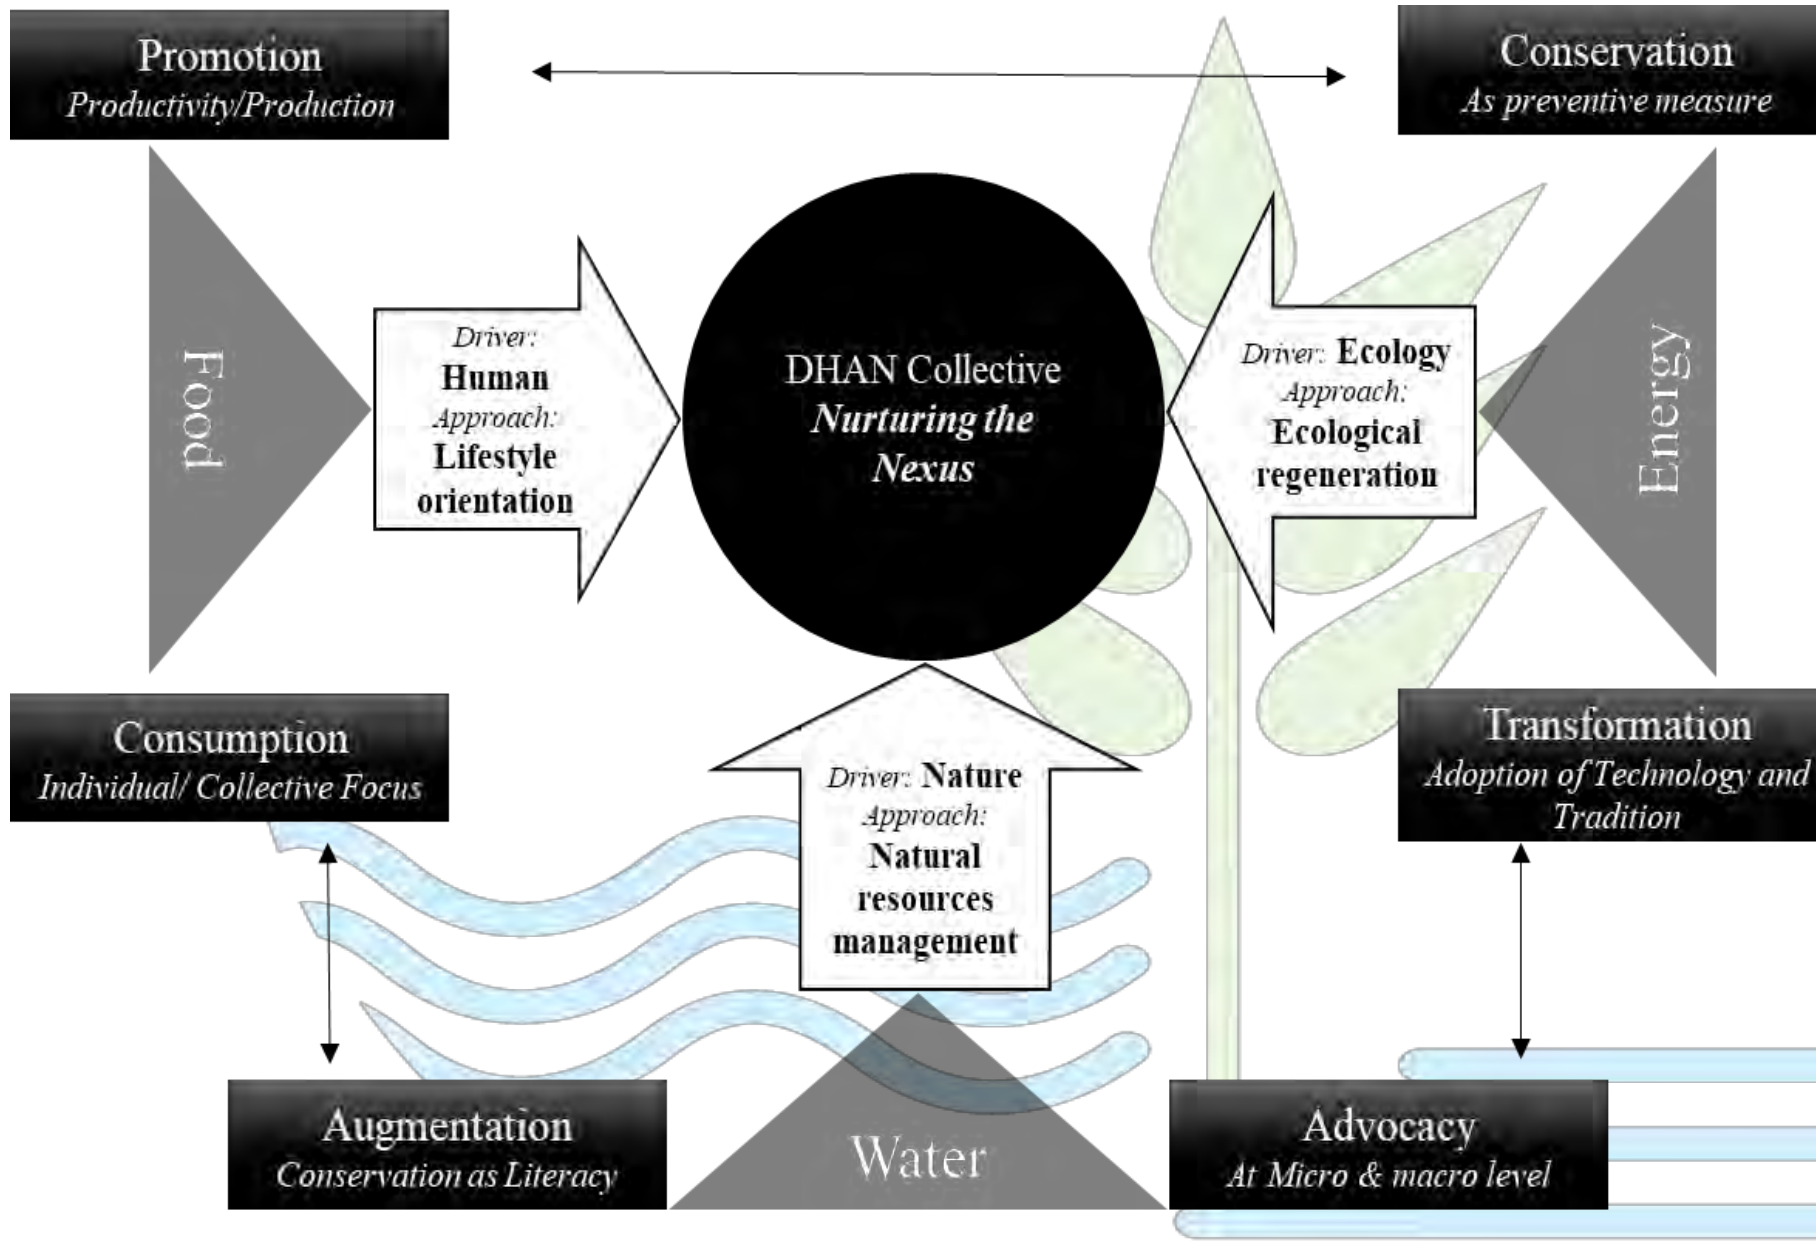 Promotion
Productivity/Production
Conservation
As preventive measure
Food
Driver:
Human
Approach:
Lifestyle
orientation
DHAN Collective
Nurturing the
Nexus
Driver: Ecology
Approach:
Ecological
regeneration
Energy
Consumption
Individual/ Collective Focus
Driver: Nature
Approach:
Natural
resources
management
Transformation
Adoption of Technology and
Tradition
Augmentation
Conservation as Literacy
Water
Advocacy
At Micro & macro level